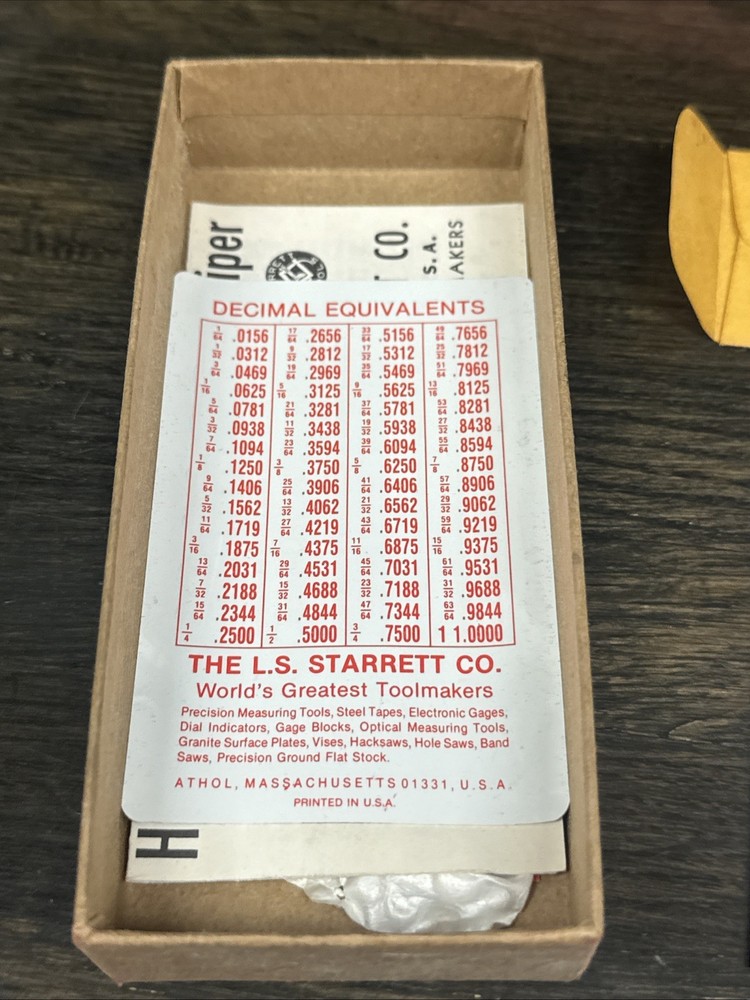 iper
CO.
S. A.
AKERS
DECIMAL EQUIVALENTS
1/64 .0156 17/64 .2656 33/64 .5156 49/64 .7656
1/32 .0312 9/32 .2812 17/32 .5312 25/32 .7812
3/64 .0469 19/64 .2969 35/64 .5469 51/64 .7969
1/16 .0625 5/16 .3125 9/16 .5625 13/16 .8125
5/64 .0781 21/64 .3281 37/64 .5781 53/64 .8281
3/32 .0938 11/32 .3438 19/32 .5938 27/32 .8438
7/64 .1094 23/64 .3594 39/64 .6094 55/64 .8594
1/8 .1250 3/8 .3750 5/8 .6250 7/8 .8750
9/64 .1406 25/64 .3906 41/64 .6406 57/64 .8906
5/32 .1562 13/32 .4062 21/32 .6562 29/32 .9062
11/64 .1719 27/64 .4219 43/64 .6719 59/64 .9219
3/16 .1875 7/16 .4375 11/16 .6875 15/16 .9375
13/64 .2031 29/64 .4531 45/64 .7031 61/64 .9531
7/32 .2188 15/32 .4688 23/32 .7188 31/32 .9688
15/64 .2344 31/64 .4844 47/64 .7344 63/64 .9844
1/4 .2500 1/2 .5000 3/4 .7500 1 1.0000
THE L.S. STARRETT CO.
World's Greatest Toolmakers
Precision Measuring Tools, Steel Tapes, Electronic Gages,
Dial Indicators, Gage Blocks, Optical Measuring Tools,
Granite Surface Plates, Vises, Hacksaws, Hole Saws, Band
Saws, Precision Ground Flat Stock.
ATHOL, MASSACHUSETTS 01331, U.S.A.
PRINTED IN U.S.A.
H